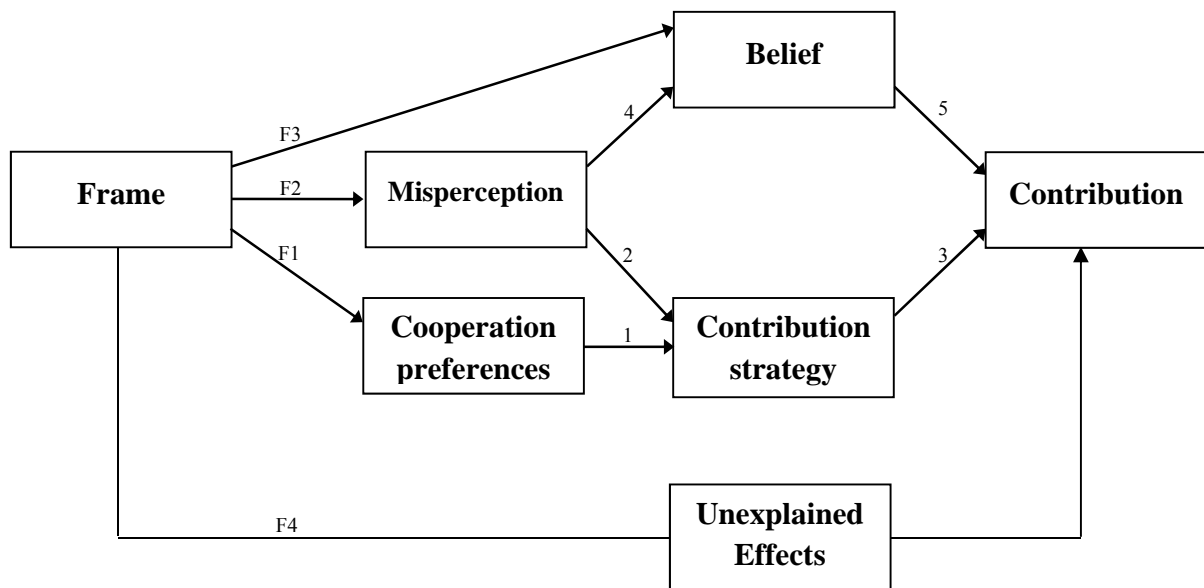 Belief
F3
4
5
Frame
F2
Misperception
Contribution
F1
2
3
Cooperation
preferences
1
Contribution
strategy
F4
Unexplained
Effects